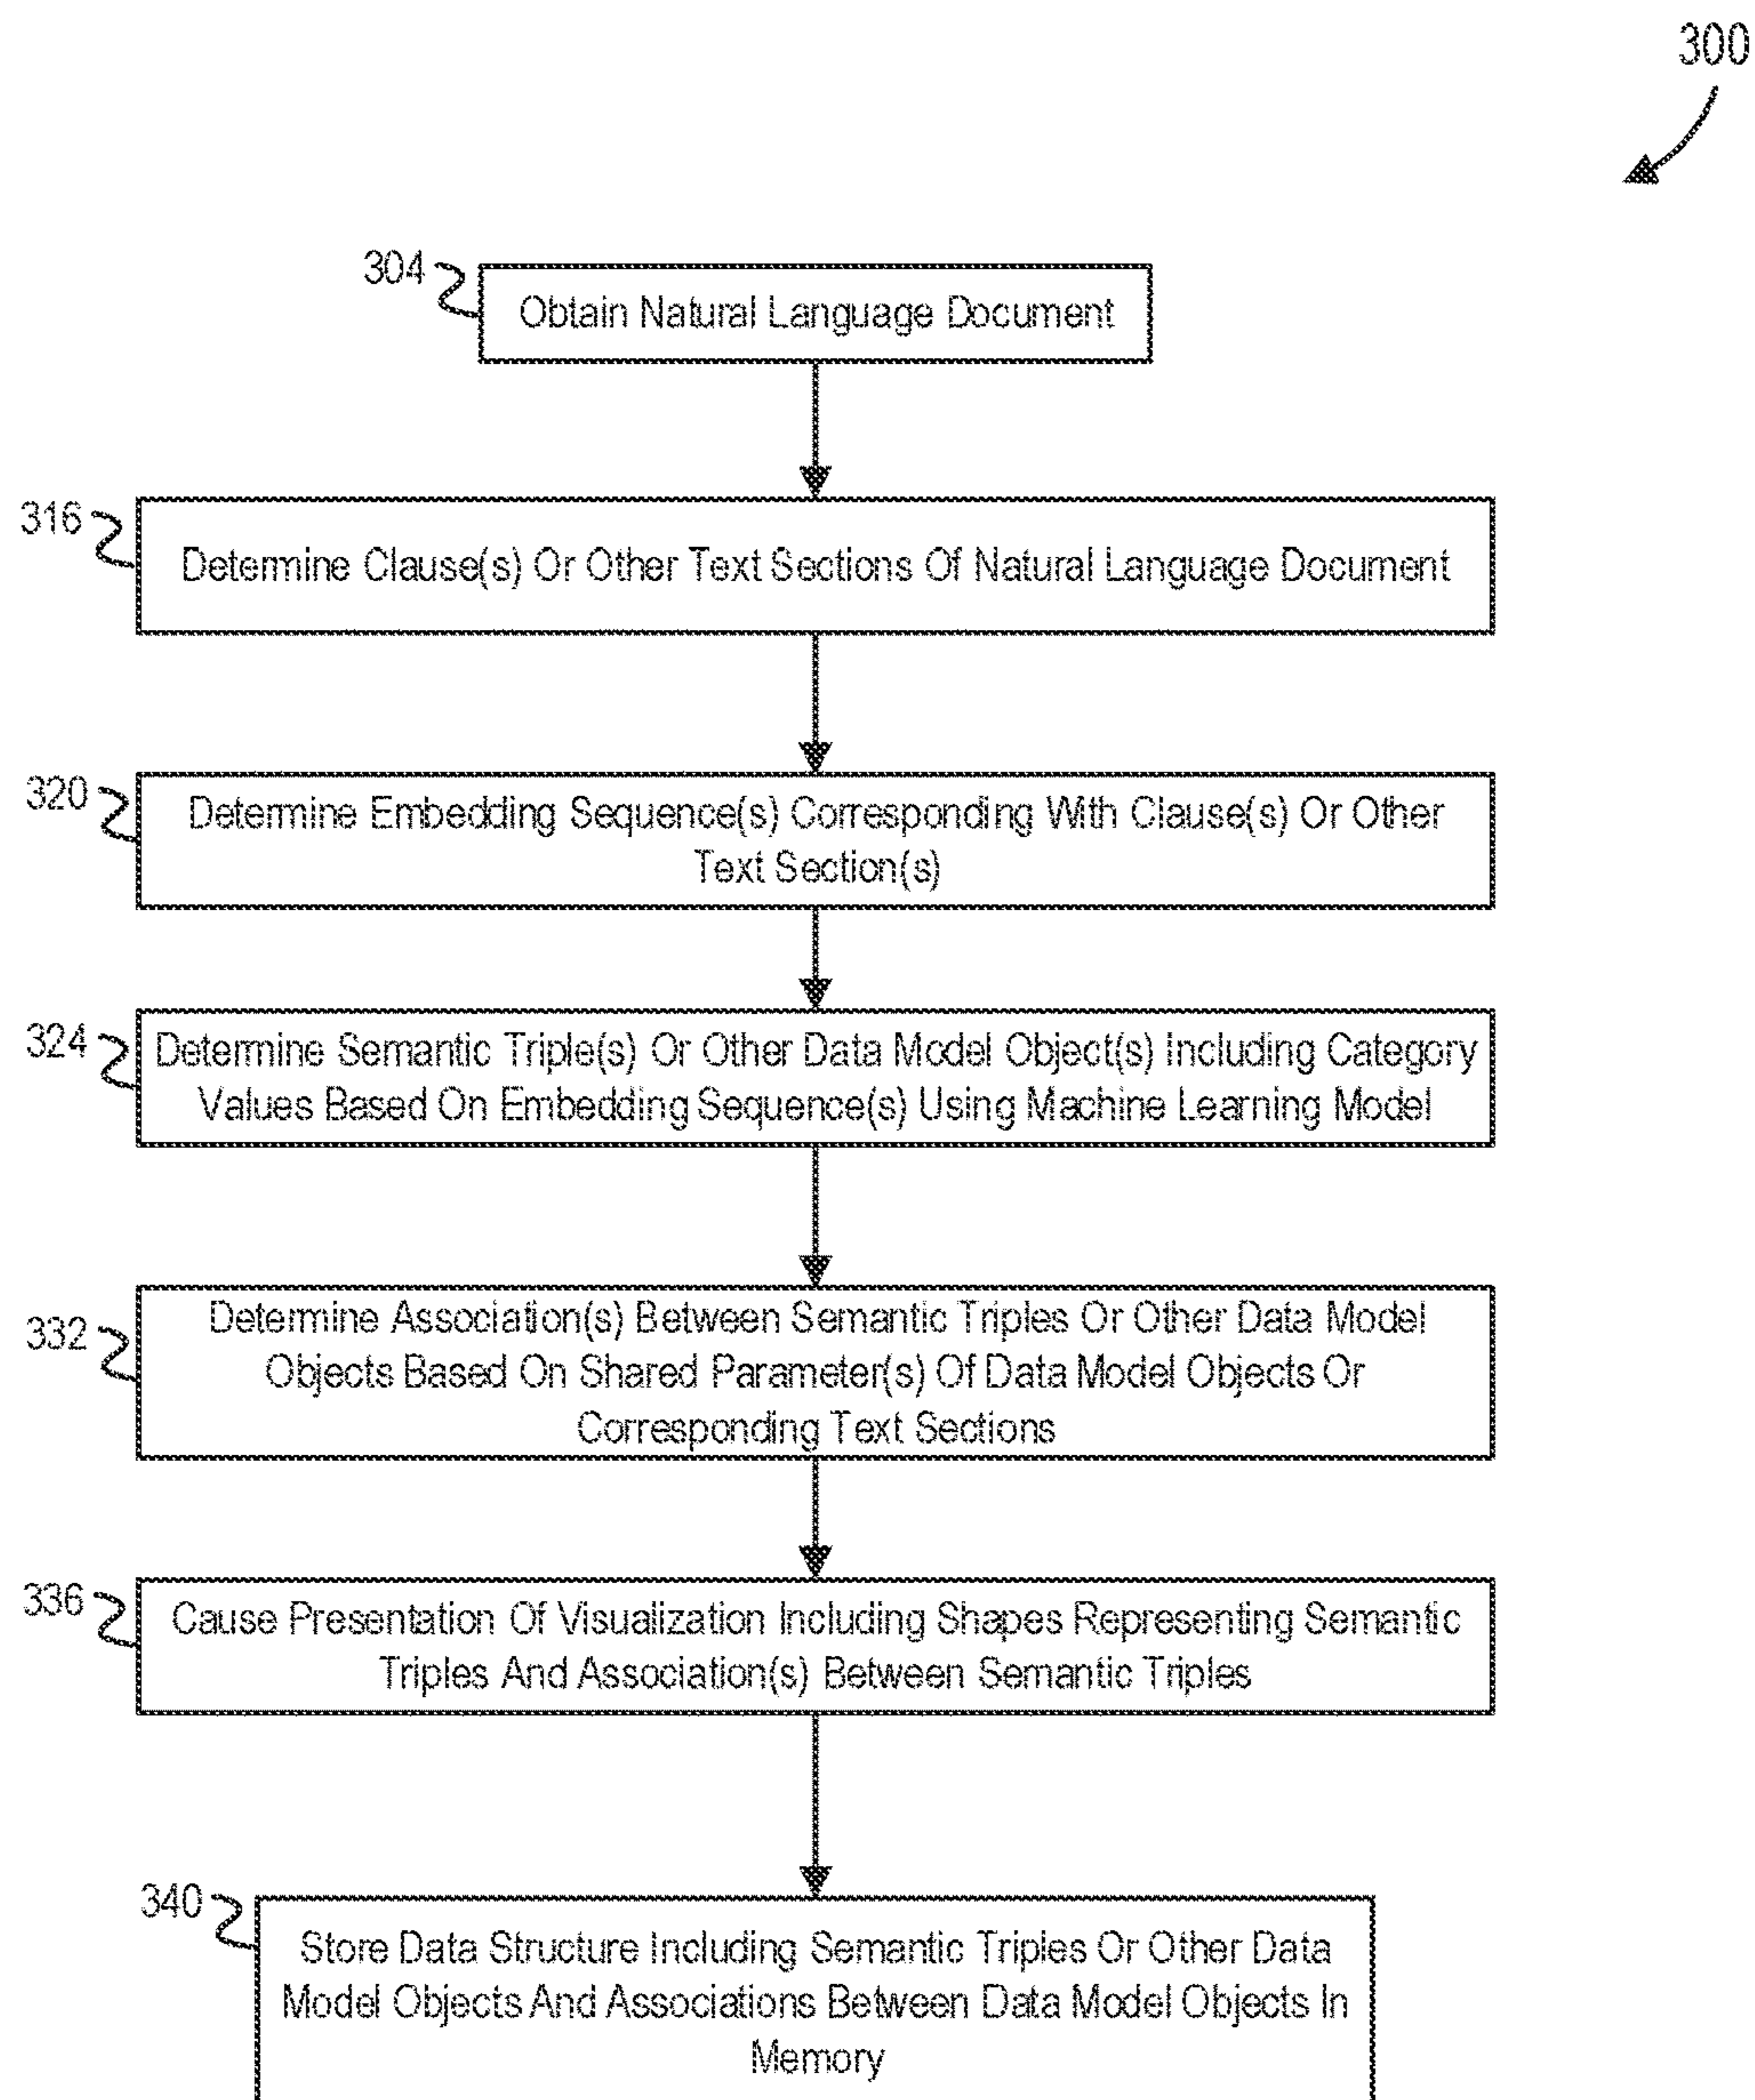 300
304
Obtain Natural Language Document
316
Determine Clause(s) Or Other Text Sections Of Natural Language Document
320
Determine Embedding Sequence(s) Corresponding With Clause(s) Or Other
Text Section(s)
324
Determine Semantic Triple(s) Or Other Data Model Object(s) Including Category
Values Based On Embedding Sequence(s) Using Machine Learning Model
332
Determine Association(s) Between Semantic Triples Or Other Data Model
Objects Based On Shared Parameter(s) Of Data Model Objects Or
Corresponding Text Sections
336
Cause Presentation Of Visualization Including Shapes Representing Semantic
Triples And Association(s) Between Semantic Triples
340
Store Data Structure Including Semantic Triples Or Other Data
Model Objects And Associations Between Data Model Objects In
Memory